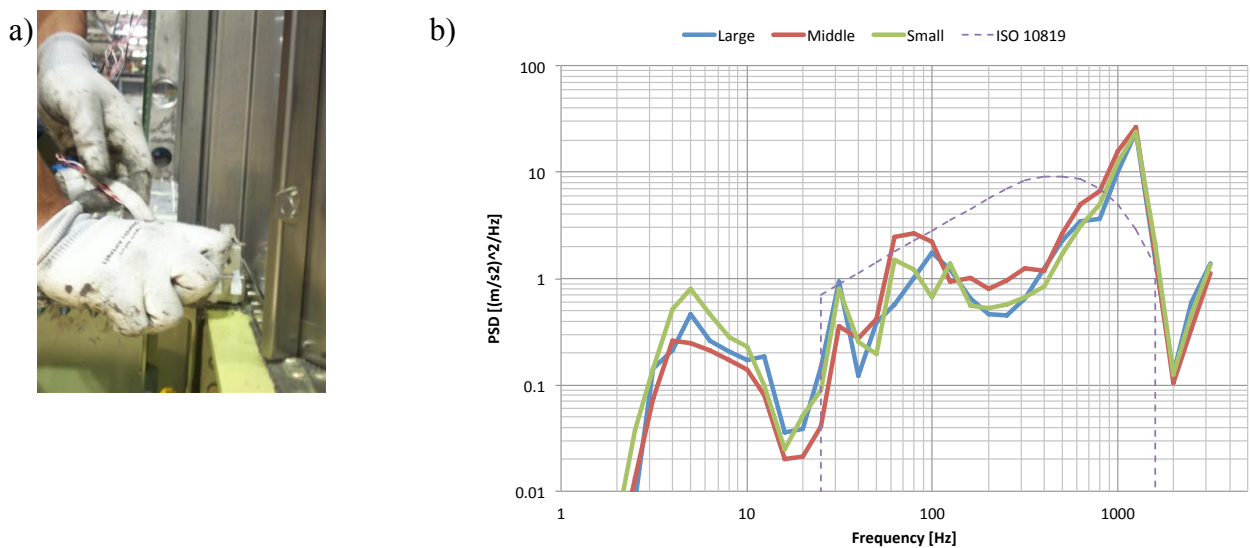 a)
b)
Large Middle Small ISO 10819
100
10
1
0.1
0.01
PSD [(m/s2)^2/Hz]
1 10 100 1000
Frequency [Hz]